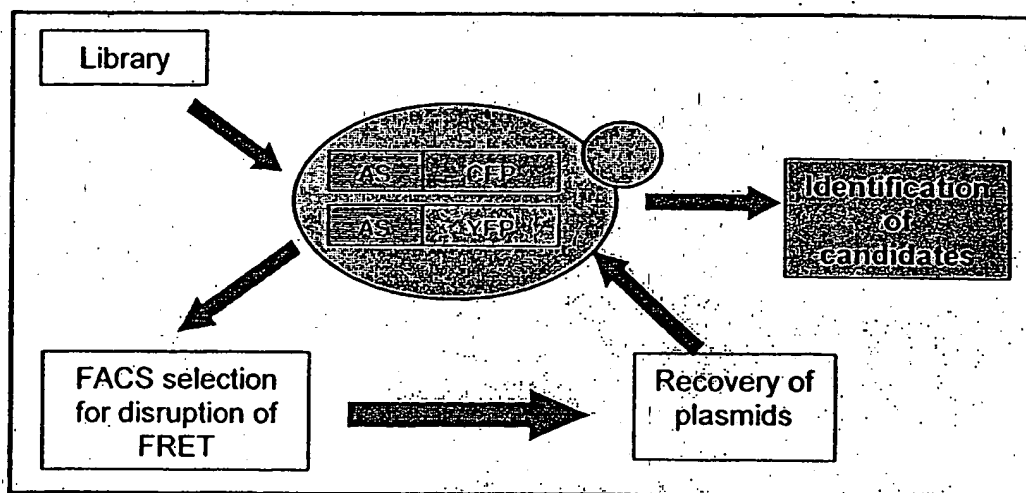 Library
AS CFP
AS YFP
Identification
of
candidates
FACS selection
for disruption of
FRET
Recovery of
plasmids